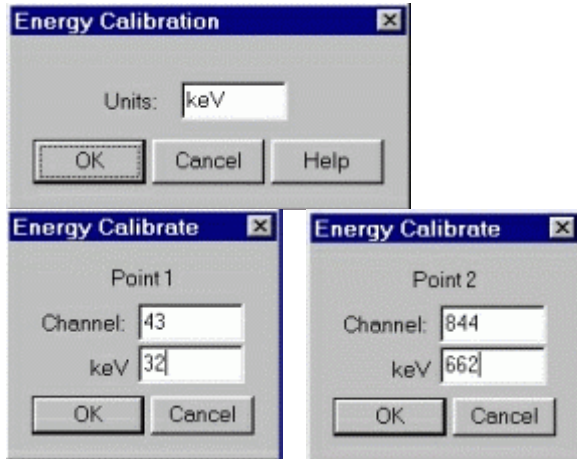 Energy Calibration
Units: keV
OK Cancel Help
Energy Calibrate
Point 1
Channel: 43
keV 32
OK Cancel
Energy Calibrate
Point 2
Channel: 844
keV 662
OK Cancel